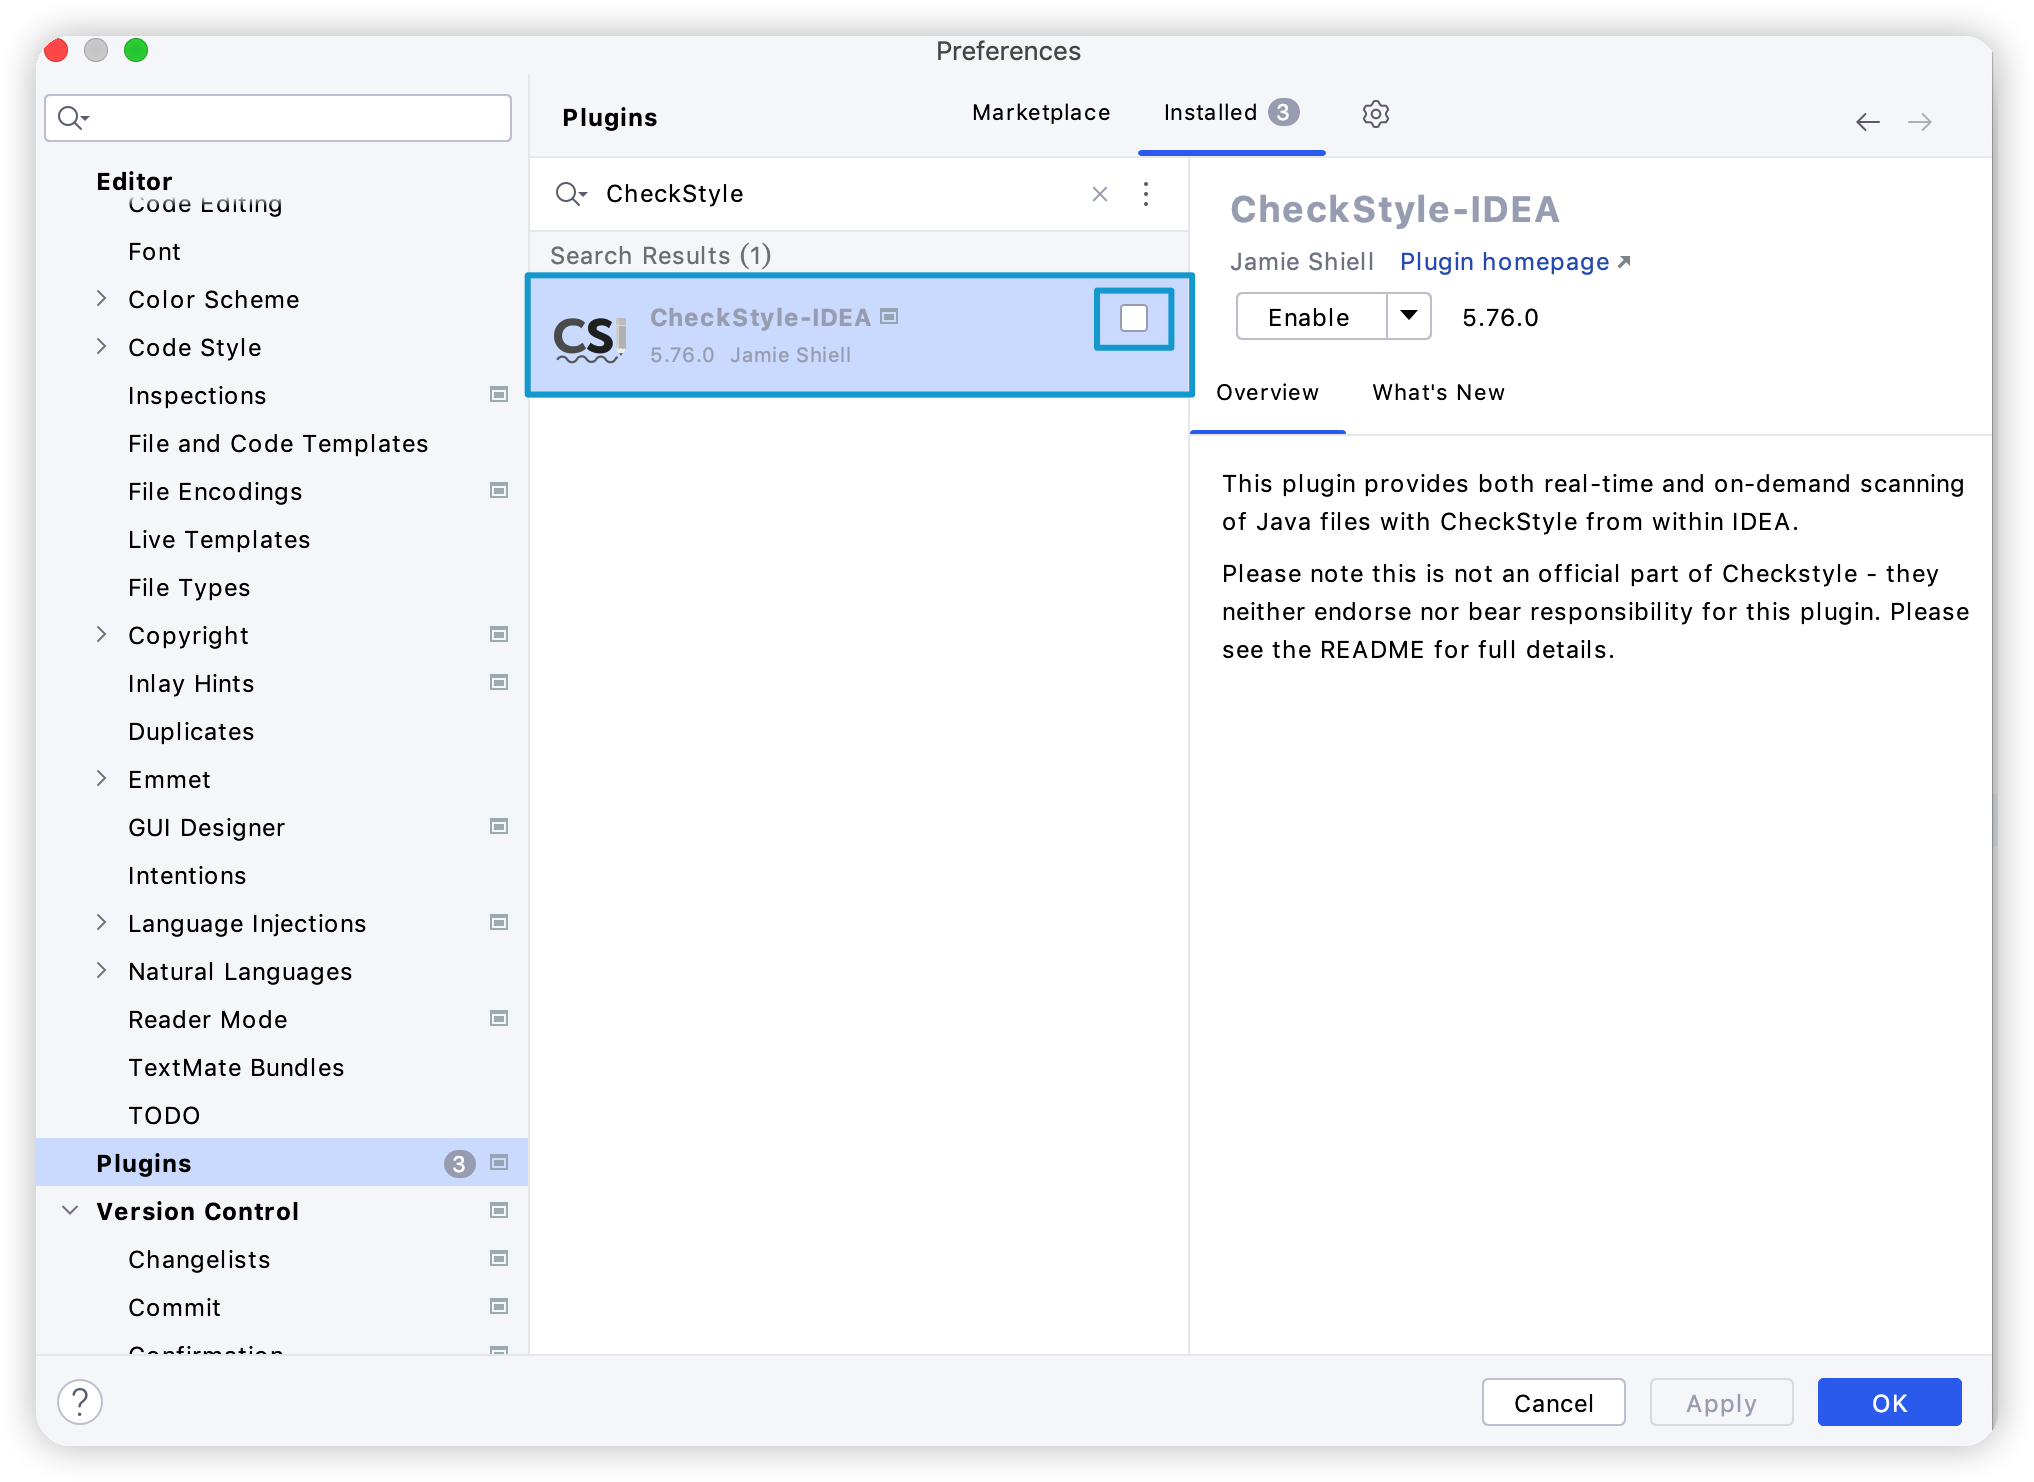 Preferences
Plugins
Marketplace
Installed 3
Editor
Code Editing
Font
Color Scheme
Code Style
Inspections
File and Code Templates
File Encodings
Live Templates
File Types
Copyright
Inlay Hints
Duplicates
Emmet
GUI Designer
Intentions
Language Injections
Natural Languages
Reader Mode
TextMate Bundles
TODO
Plugins 3
Version Control
Changelists
Commit
Confirmation
CheckStyle
Search Results (1)
CS
CheckStyle-IDEA
5.76.0 Jamie Shiell
CheckStyle-IDEA
Jamie Shiell Plugin homepage
Enable 5.76.0
Overview What's New
This plugin provides both real-time and on-demand scanning
of Java files with CheckStyle from within IDEA.
Please note this is not an official part of Checkstyle - they
neither endorse nor bear responsibility for this plugin. Please
see the README for full details.
?
Cancel
Apply
OK